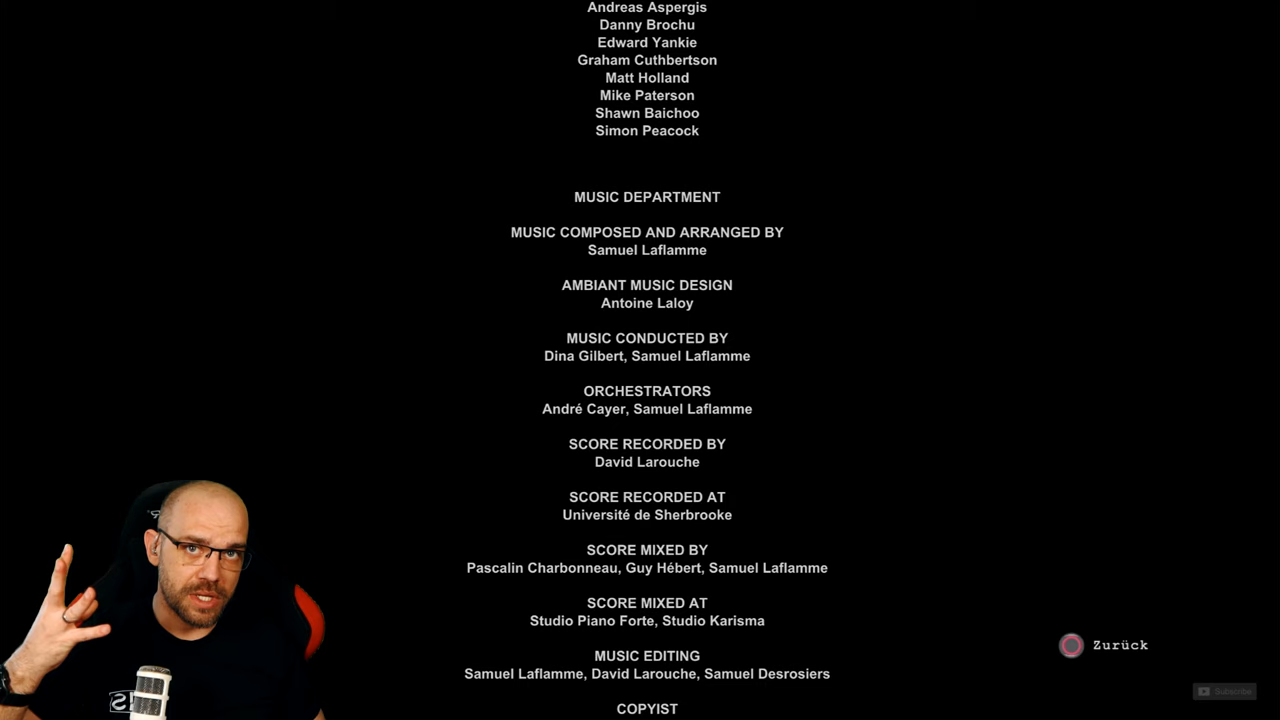 Andreas Aspergis
Danny Brochu
Edward Yankie
Graham Cuthbertson
Matt Holland
Mike Paterson
Shawn Baichoo
Simon Peacock
MUSIC DEPARTMENT
MUSIC COMPOSED AND ARRANGED BY
Samuel Laflamme
AMBIANT MUSIC DESIGN
Antoine Laloy
MUSIC CONDUCTED BY
Dina Gilbert, Samuel Laflamme
ORCHESTRATORS
André Cayer, Samuel Laflamme
SCORE RECORDED BY
David Larouche
SCORE RECORDED AT
Université de Sherbrooke
SCORE MIXED BY
Pascalin Charbonneau, Guy Hébert, Samuel Laflamme
SCORE MIXED AT
Studio Piano Forte, Studio Karisma
MUSIC EDITING
Samuel Laflamme, David Larouche, Samuel Desrosiers
COPYIST
Zurück
Subscribe